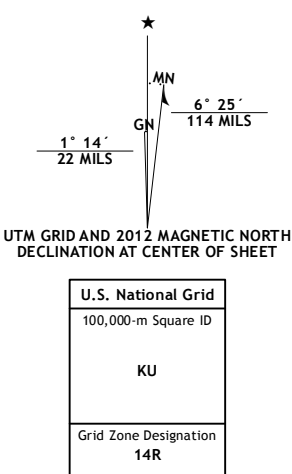 ★
MN
GN
6° 25´
114 MILS
1° 14´
22 MILS
UTM GRID AND 2012 MAGNETIC NORTH
DECLINATION AT CENTER OF SHEET
U.S. National Grid
100,000-m Square ID
KU
Grid Zone Designation
14R